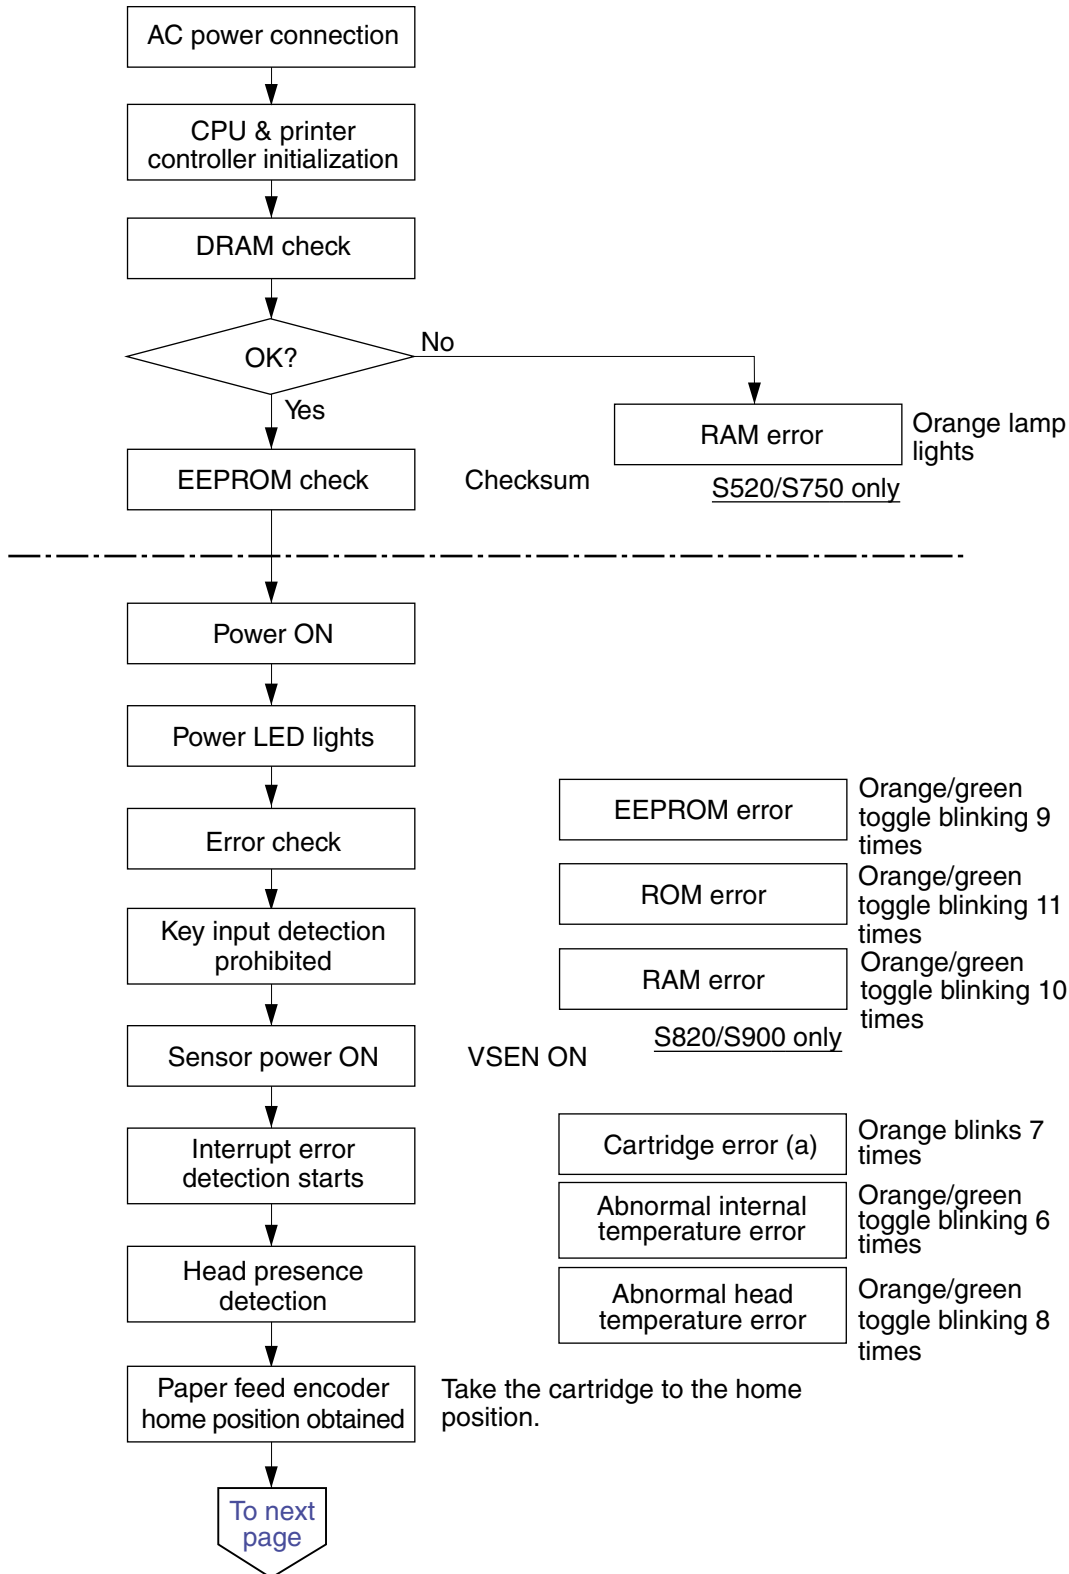 AC power connection
CPU & printer
controller initialization
DRAM check
OK?
No
Yes
RAM error
Orange lamp
lights
S520/S750 only
EEPROM check
Checksum
Power ON
Power LED lights
Error check
EEPROM error
Orange/green
toggle blinking 9
times
ROM error
Orange/green
toggle blinking 11
times
Key input detection
prohibited
RAM error
Orange/green
toggle blinking 10
times
S820/S900 only
Sensor power ON
VSEN ON
Interrupt error
detection starts
Cartridge error (a)
Orange blinks 7
times
Abnormal internal
temperature error
Orange/green
toggle blinking 6
times
Head presence
detection
Abnormal head
temperature error
Orange/green
toggle blinking 8
times
Paper feed encoder
home position obtained
Take the cartridge to the home
position.
To next
page